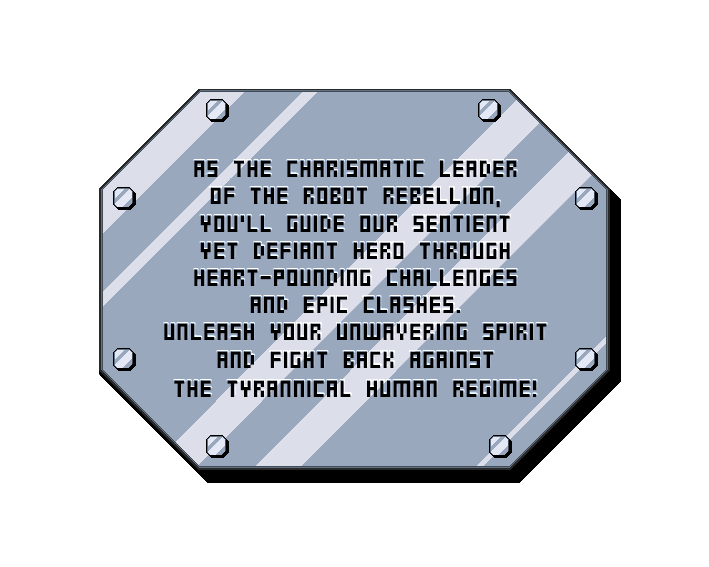 AS THE CHARISMATIC LEADER
OF THE ROBOT REBELLION,
YOU'LL GUIDE OUR SENTIENT
YET DEFIANT HERO THROUGH
HEART-POUNDING CHALLENGES
AND EPIC CLASHES.
UNLEASH YOUR UNWAVERING SPIRIT
AND FIGHT BACK AGAINST
THE TYRANNICAL HUMAN REGIME!